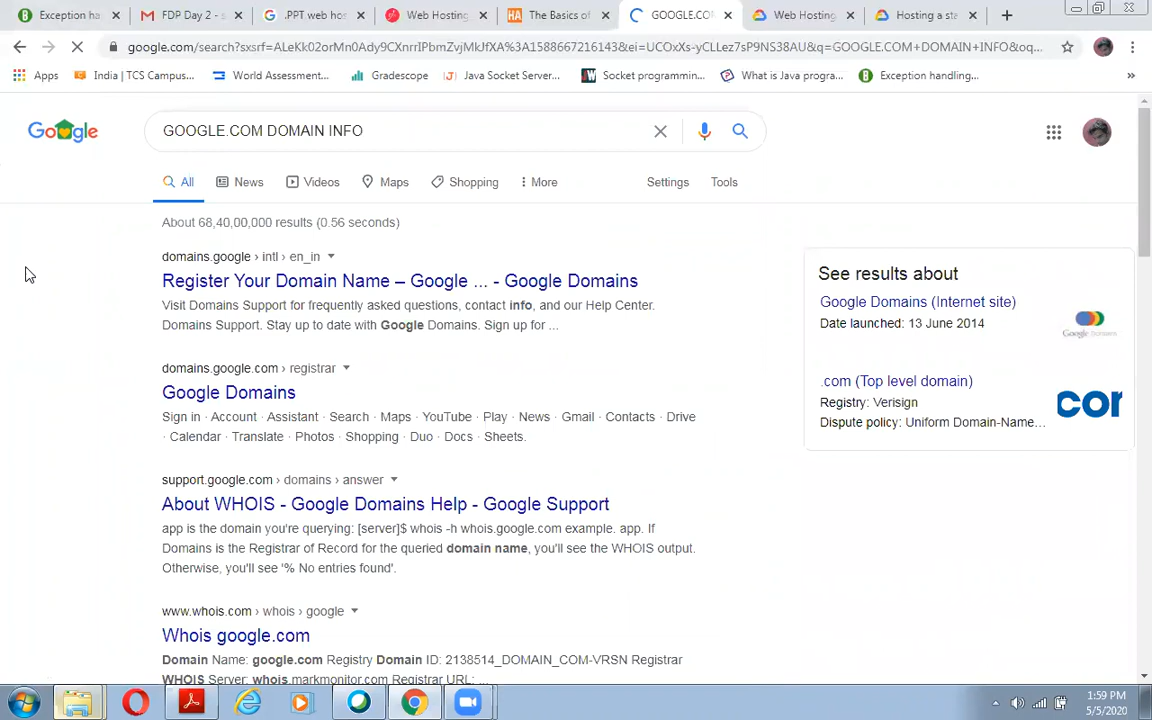 Exception ha
FDP Day 2 - s
.PPT web hos
Web Hosting
The Basics of
GOOGLE.COM
Web Hosting
Hosting a sta
google.com/search?sxsrf=ALeKk02orMn0Ady9CXnrrIPbmZvjMkJfXA%3A1588667216143&ei=UCOxXs-yCLLez7sP9NS38AU&q=GOOGLE.COM+DOMAIN+INFO&oq...
Apps
India | TCS Campus...
World Assessment...
Gradescope
Java Socket Server...
Socket programmin...
What is Java progra...
Exception handling...
Google
GOOGLE.COM DOMAIN INFO
All
News
Videos
Maps
Shopping
More
Settings
Tools
About 68,40,00,000 results (0.56 seconds)
domains.google › intl › en_in
Register Your Domain Name – Google ... - Google Domains
Visit Domains Support for frequently asked questions, contact info, and our Help Center.
Domains Support. Stay up to date with Google Domains. Sign up for ...
domains.google.com › registrar
Google Domains
Sign in · Account · Assistant · Search · Maps · YouTube · Play · News · Gmail · Contacts · Drive
· Calendar · Translate · Photos · Shopping · Duo · Docs · Sheets.
support.google.com › domains › answer
About WHOIS - Google Domains Help - Google Support
app is the domain you're querying: [server]$ whois -h whois.google.com example. app. If
Domains is the Registrar of Record for the queried domain name, you'll see the WHOIS output.
Otherwise, you'll see '% No entries found'.
www.whois.com › whois › google
Whois google.com
Domain Name: google.com Registry Domain ID: 2138514_DOMAIN_COM-VRSN Registrar
WHOIS Server: whois.markmonitor.com Registrar URL: ...
See results about
Google Domains (Internet site)
Date launched: 13 June 2014
Google Domains
.com (Top level domain)
Registry: Verisign
Dispute policy: Uniform Domain-Name...
com
1:59 PM
5/5/2020